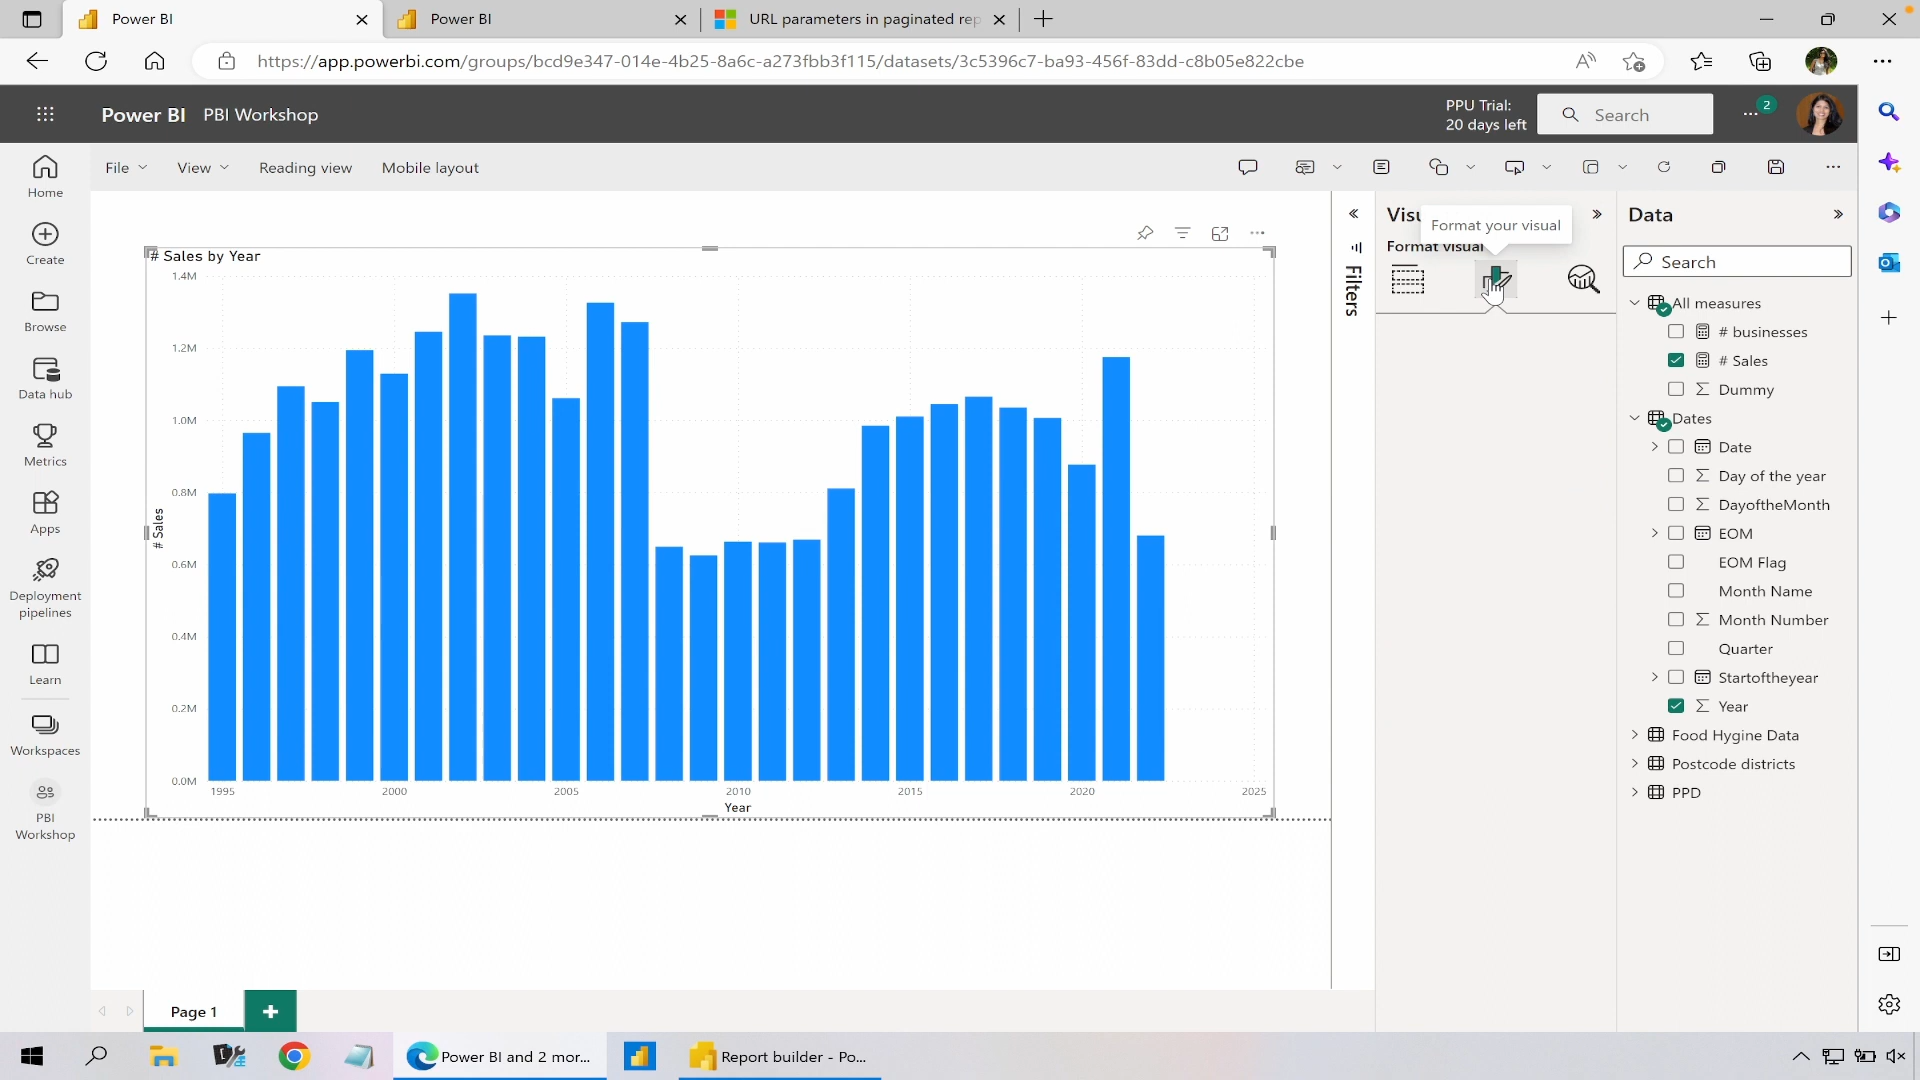 Power BI
Power BI
URL parameters in paginated rep
https://app.powerbi.com/groups/bcd9e347-014e-4b25-8a6c-a273fbb3f115/datasets/3c5396c7-ba93-456f-83dd-c8b05e822cbe
Power BI PBI Workshop
PPU Trial:
20 days left
Search
2
File
View
Reading view
Mobile layout
Home
Create
Browse
Data hub
Metrics
Apps
Deployment
pipelines
Learn
Workspaces
PBI
Workshop
# Sales by Year
1.4M
1.2M
1.0M
0.8M
0.6M
0.4M
0.2M
0.0M
# Sales
1995 2000 2005 2010 2015 2020 2025
Year
Filters
Visu
Format your visual
Format visual
Data
Search
All measures
# businesses
# Sales
Dummy
Dates
Date
Day of the year
DayoftheMonth
EOM
EOM Flag
Month Name
Month Number
Quarter
Startoftheyear
Year
Food Hygine Data
Postcode districts
PPD
Page 1
Power BI and 2 mor...
Report builder - Po...